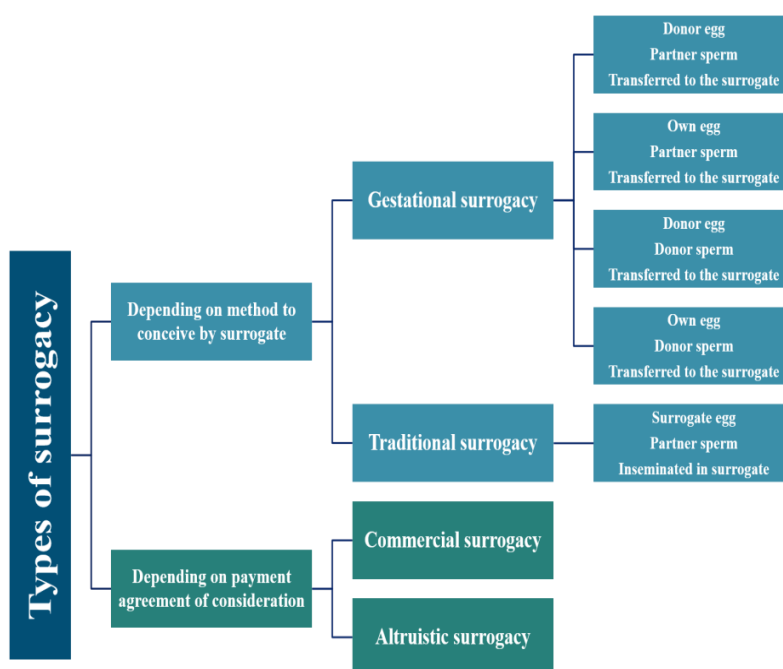 Types of surrogacy
Depending on method to
conceive by surrogate
Gestational surrogacy
Donor egg
Partner sperm
Transferred to the surrogate
Own egg
Partner sperm
Transferred to the surrogate
Donor egg
Donor sperm
Transferred to the surrogate
Own egg
Donor sperm
Transferred to the surrogate
Traditional surrogacy
Surrogate egg
Partner sperm
Inseminated in surrogate
Depending on payment
agreement of consideration
Commercial surrogacy
Altruistic surrogacy